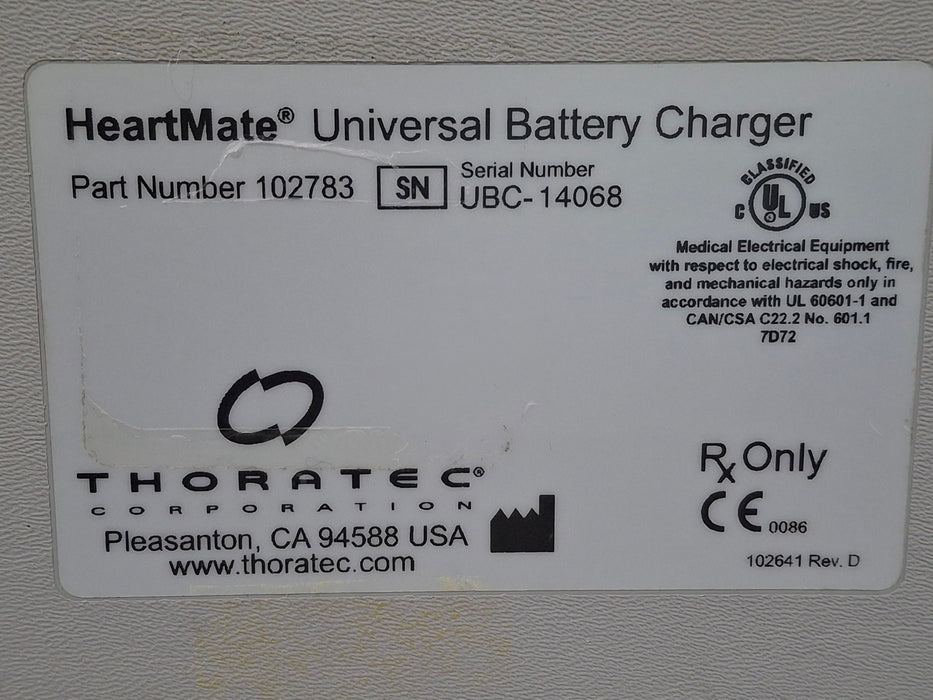 HeartMate® Universal Battery Charger
Part Number 102783 SN Serial Number
UBC-14068
CLASSIFIED
C UL US
Medical Electrical Equipment
with respect to electrical shock, fire,
and mechanical hazards only in
accordance with UL 60601-1 and
CAN/CSA C22.2 No. 601.1
7D72
THORATEC®
CORPORATION
Pleasanton, CA 94588 USA
www.thoratec.com
Rx Only
CE 0086
102641 Rev. D